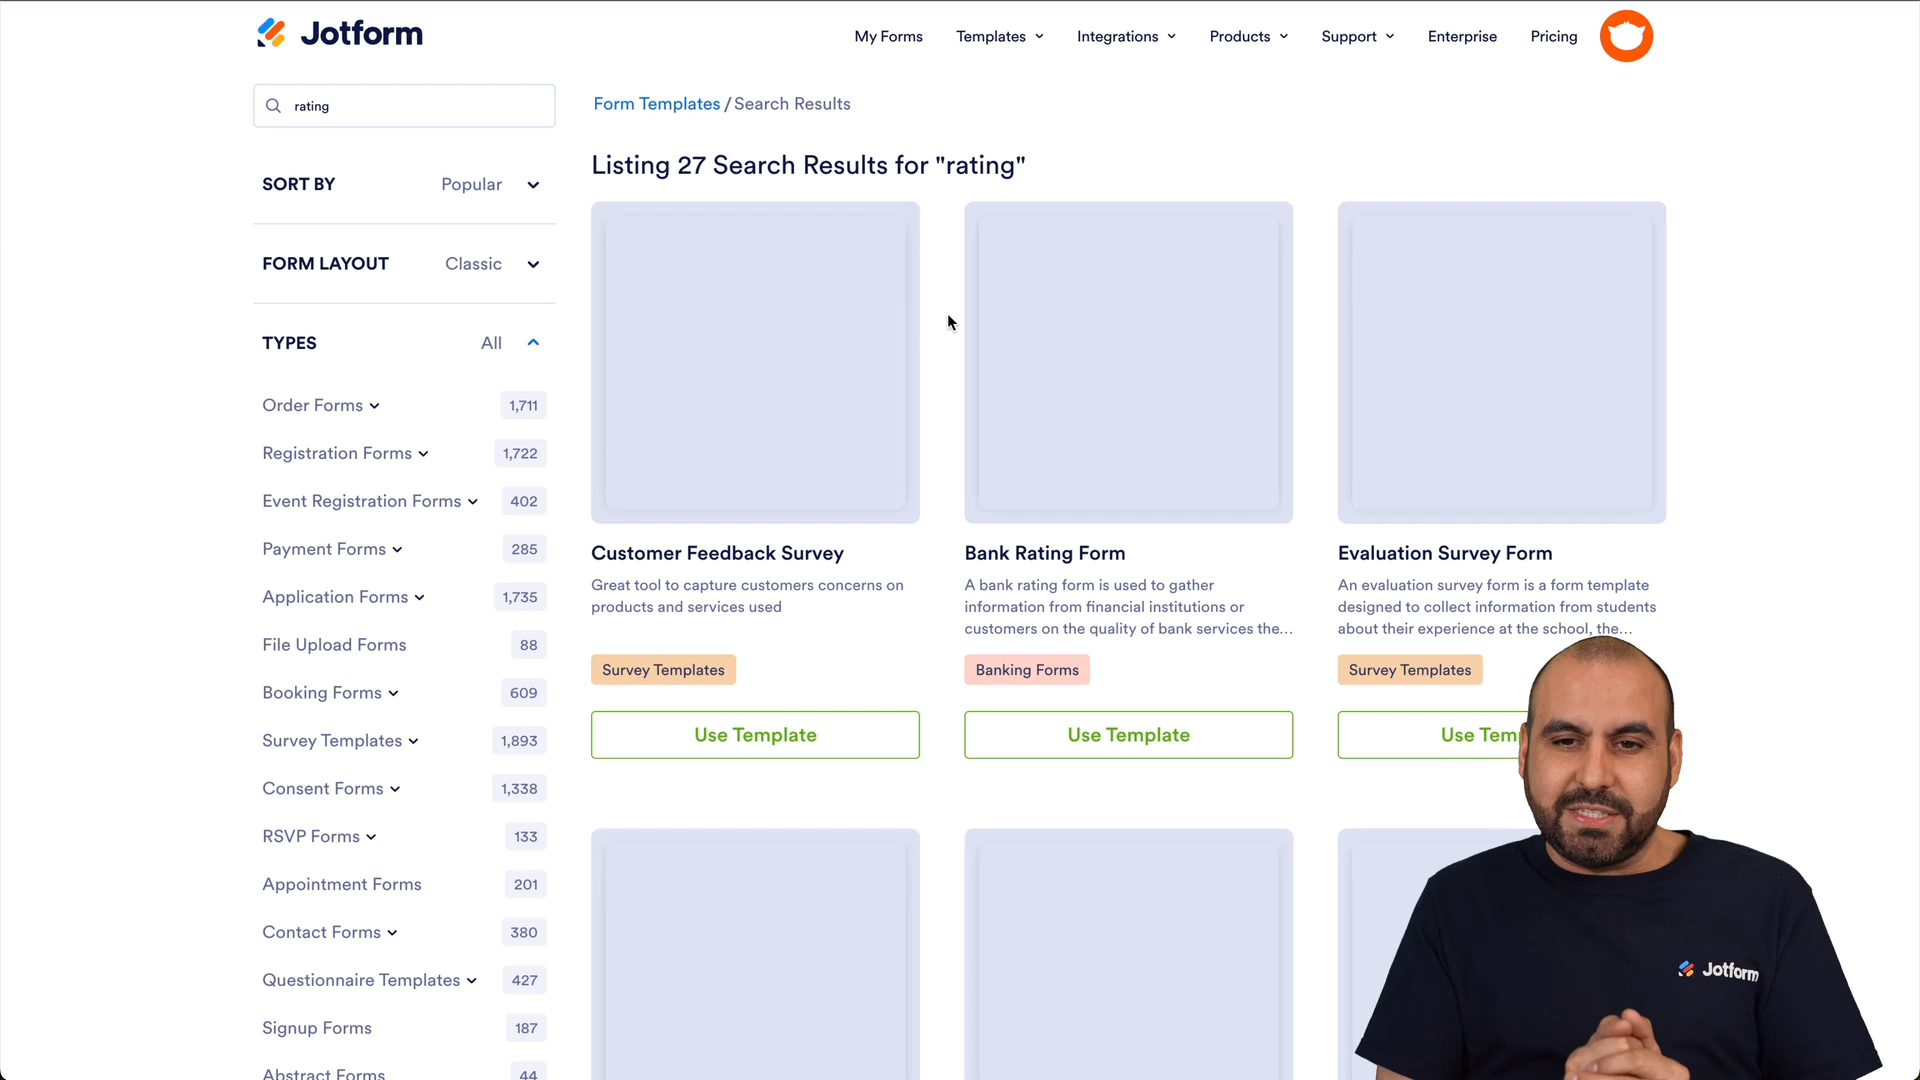 Jotform
My Forms
Templates
Integrations
Products
Support
Enterprise
Pricing
rating
Form Templates / Search Results
SORT BY
Popular
Listing 27 Search Results for "rating"
FORM LAYOUT
Classic
TYPES
All
Order Forms
1,711
Registration Forms
1,722
Event Registration Forms
402
Payment Forms
285
Application Forms
1,735
File Upload Forms
88
Booking Forms
609
Survey Templates
1,893
Consent Forms
1,338
RSVP Forms
133
Appointment Forms
201
Contact Forms
380
Questionnaire Templates
427
Signup Forms
187
Abstract Forms
44
Customer Feedback Survey
Great tool to capture customers concerns on
products and services used
Survey Templates
Use Template
Bank Rating Form
A bank rating form is used to gather
information from financial institutions or
customers on the quality of bank services the...
Banking Forms
Use Template
Evaluation Survey Form
An evaluation survey form is a form template
designed to collect information from students
about their experience at the school, the...
Survey Templates
Use Tem
Jotform